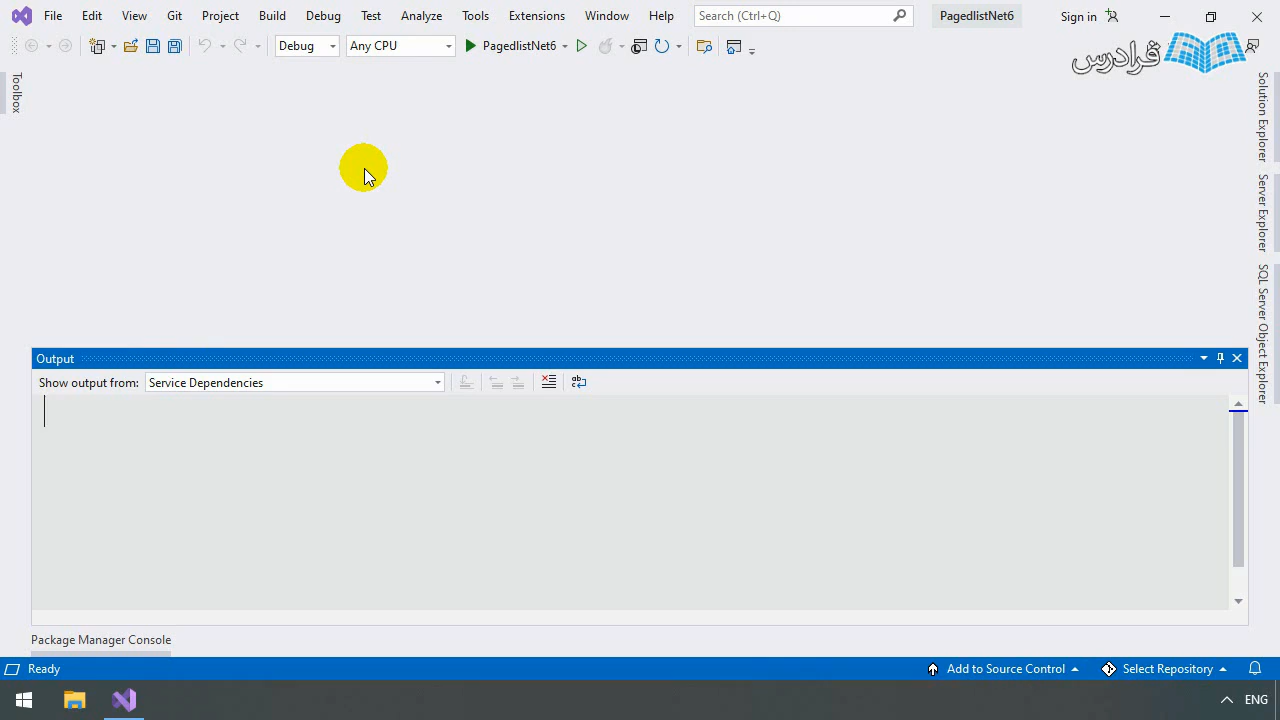 File Edit View Git Project Build Debug Test Analyze Tools Extensions Window Help Search (Ctrl+Q) PagedlistNet6 Sign in
Debug Any CPU PagedlistNet6
فرادرس
Toolbox
Solution Explorer
Server Explorer
SQL Server Object Explorer
Output
Show output from: Service Dependencies
Package Manager Console
Ready Add to Source Control Select Repository
ENG